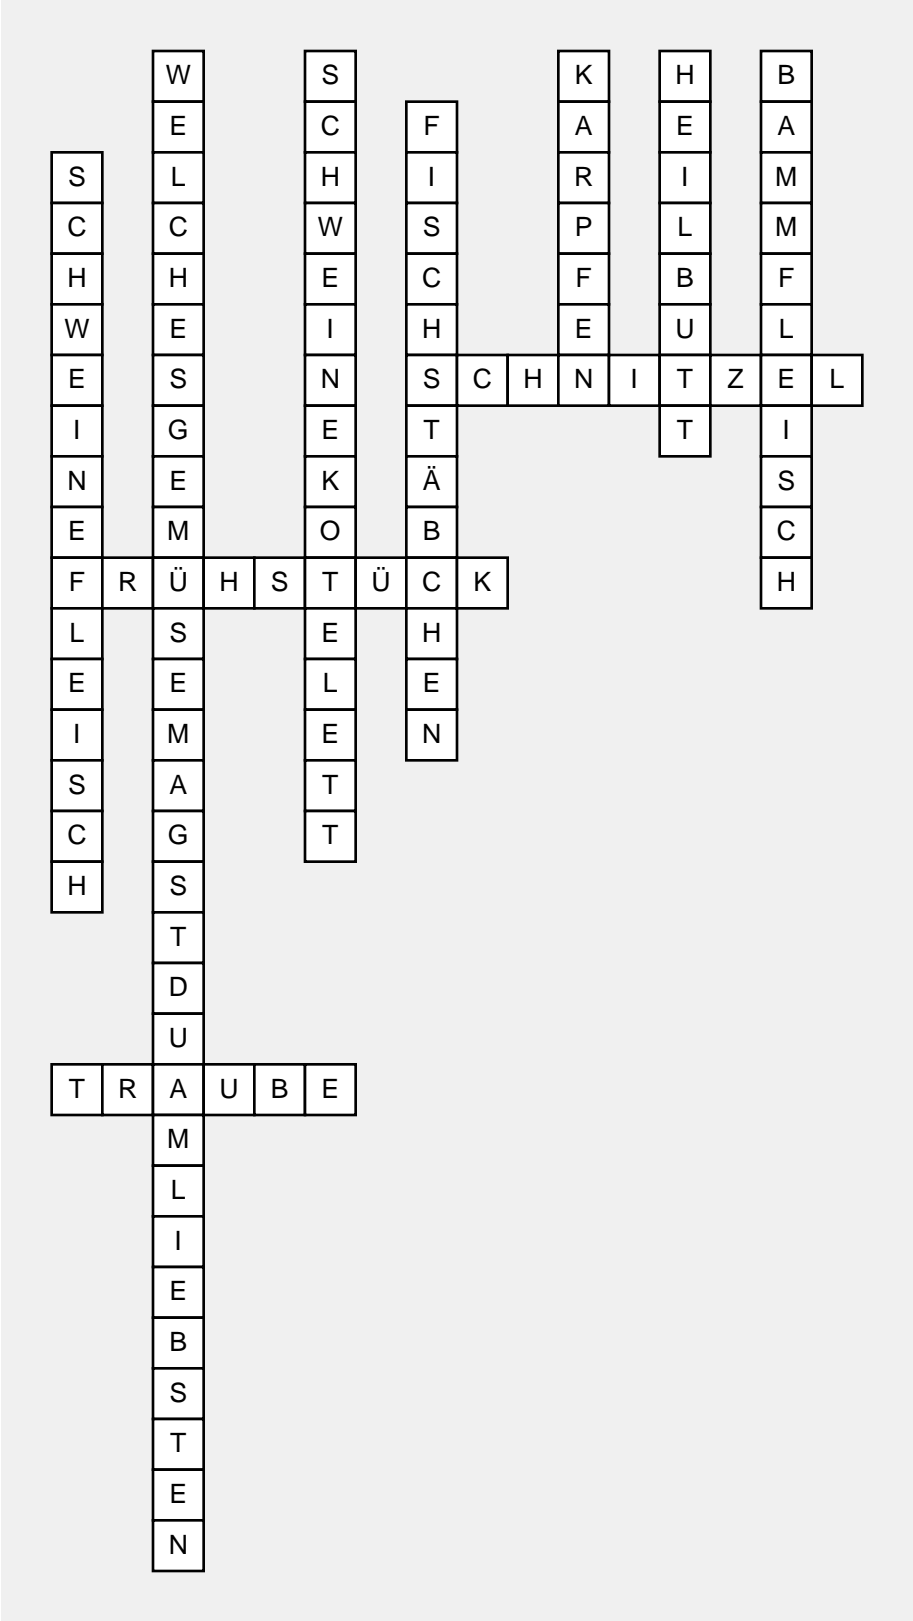 WELCHESGEMÜSEMAGSTDUAMLIEBSTEN
SCHWEINEKOTELETT
KARPFEN
HEILBUTT
BAMMFLEISCH
FISCHSTÄBCHEN
SCHWEINEFLEISCH
SCHNITZEL
FRÜHSTÜCK
TRAUBE